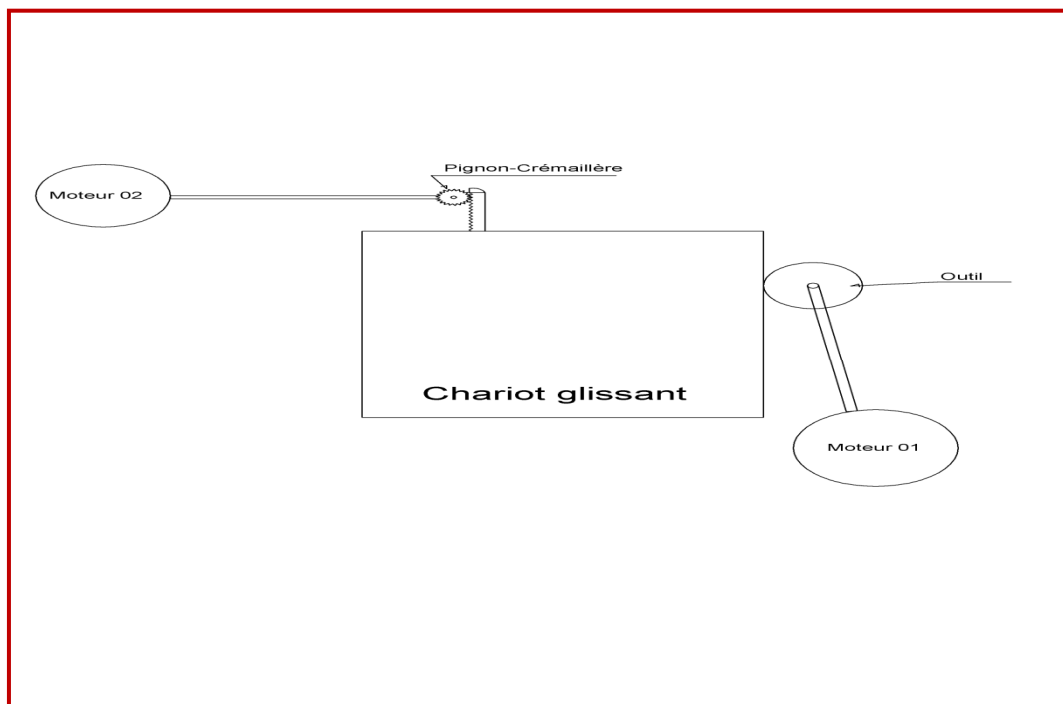 Pignon-Crémaillère
Moteur 02
Outil
Chariot glissant
Moteur 01